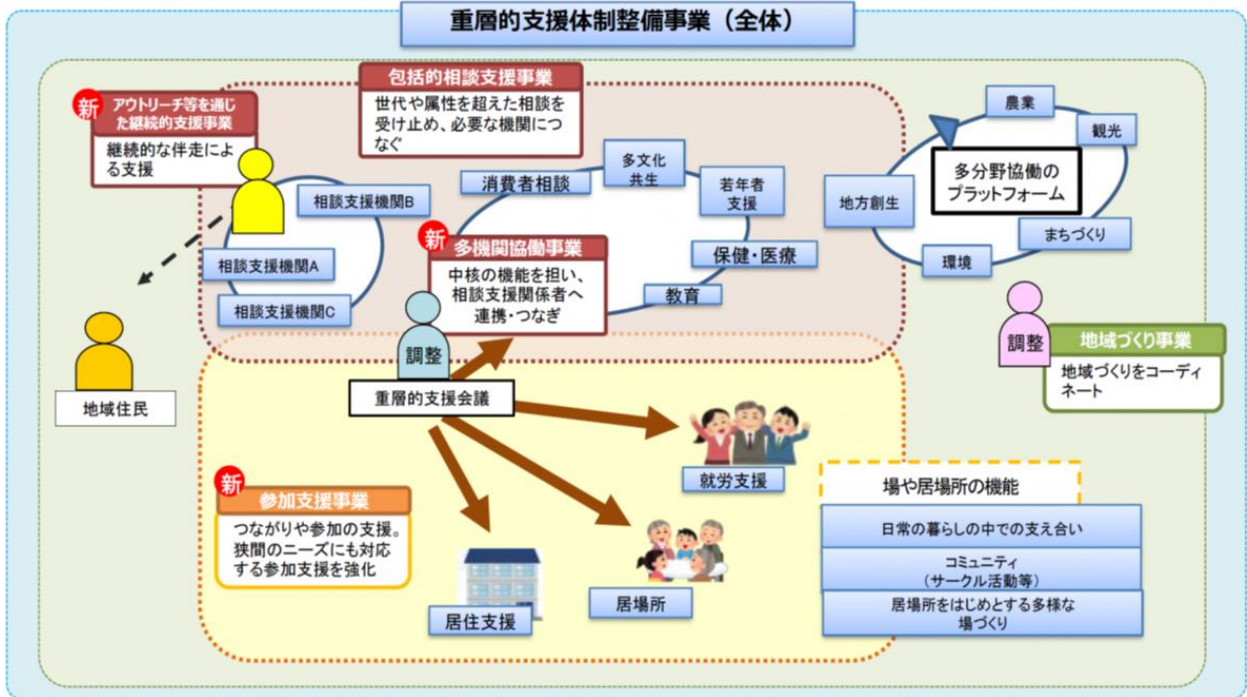 重層的支援体制整備事業（全体）
新
アウトリーチ等を通じ
た継続的支援事業
継続的な伴走によ
る支援
包括的相談支援事業
世代や属性を超えた相談を
受け止め、必要な機関につ
なぐ
相談支援機関B
相談支援機関A
相談支援機関C
消費者相談
多文化
共生
若年者
支援
保健・医療
教育
新
多機関協働事業
中核の機能を担い、
相談支援関係者へ
連携・つなぎ
農業
観光
多分野協働の
プラットフォーム
地方創生
まちづくり
環境
調整
地域づくり事業
地域づくりをコーディ
ネート
地域住民
調整
重層的支援会議
新
参加支援事業
つながりや参加の支援。
狭間のニーズにも対応
する参加支援を強化
就労支援
居場所
居住支援
場や居場所の機能
日常の暮らしの中での支え合い
コミュニティ
（サークル活動等）
居場所をはじめとする多様な
場づくり